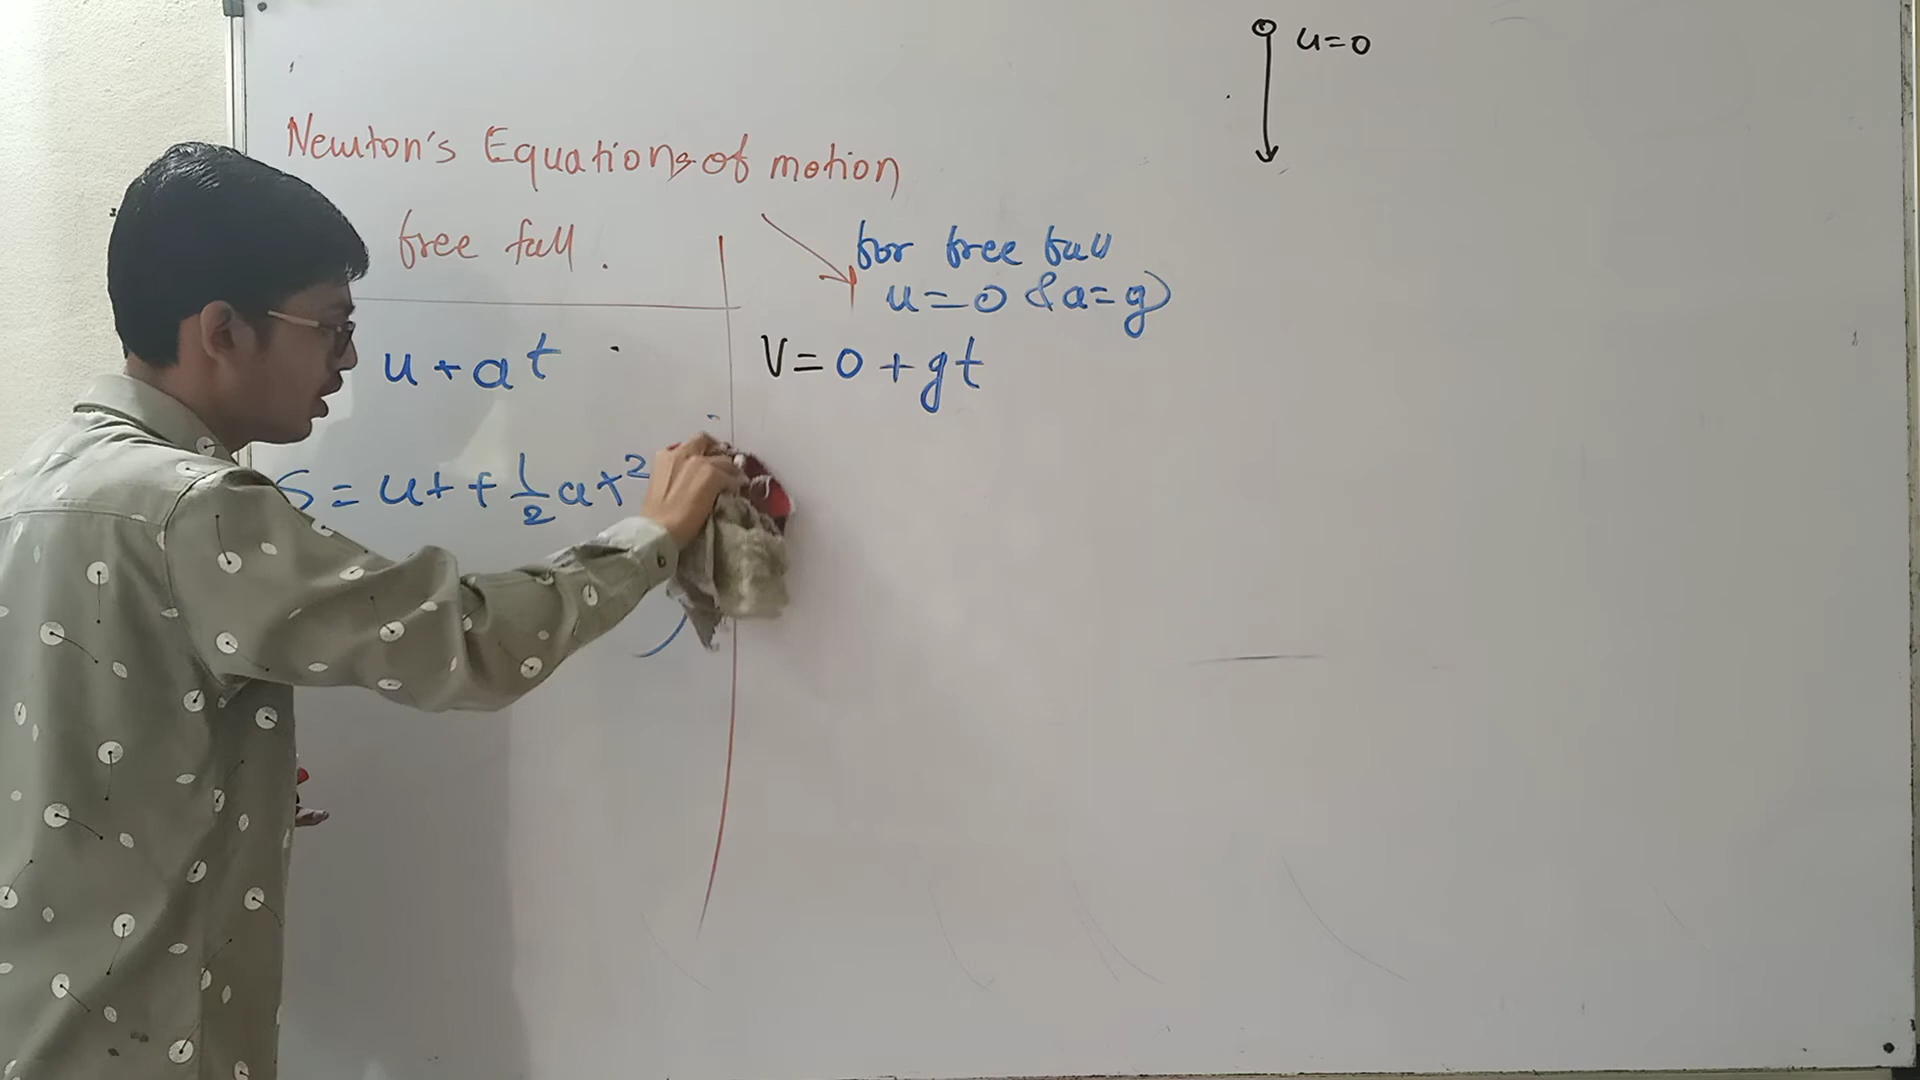 u=0
Newton's Equations of motion
free fall.
for free fall
u=0 & a=g
u+at
V=0+gt
S=ut+1/2at²